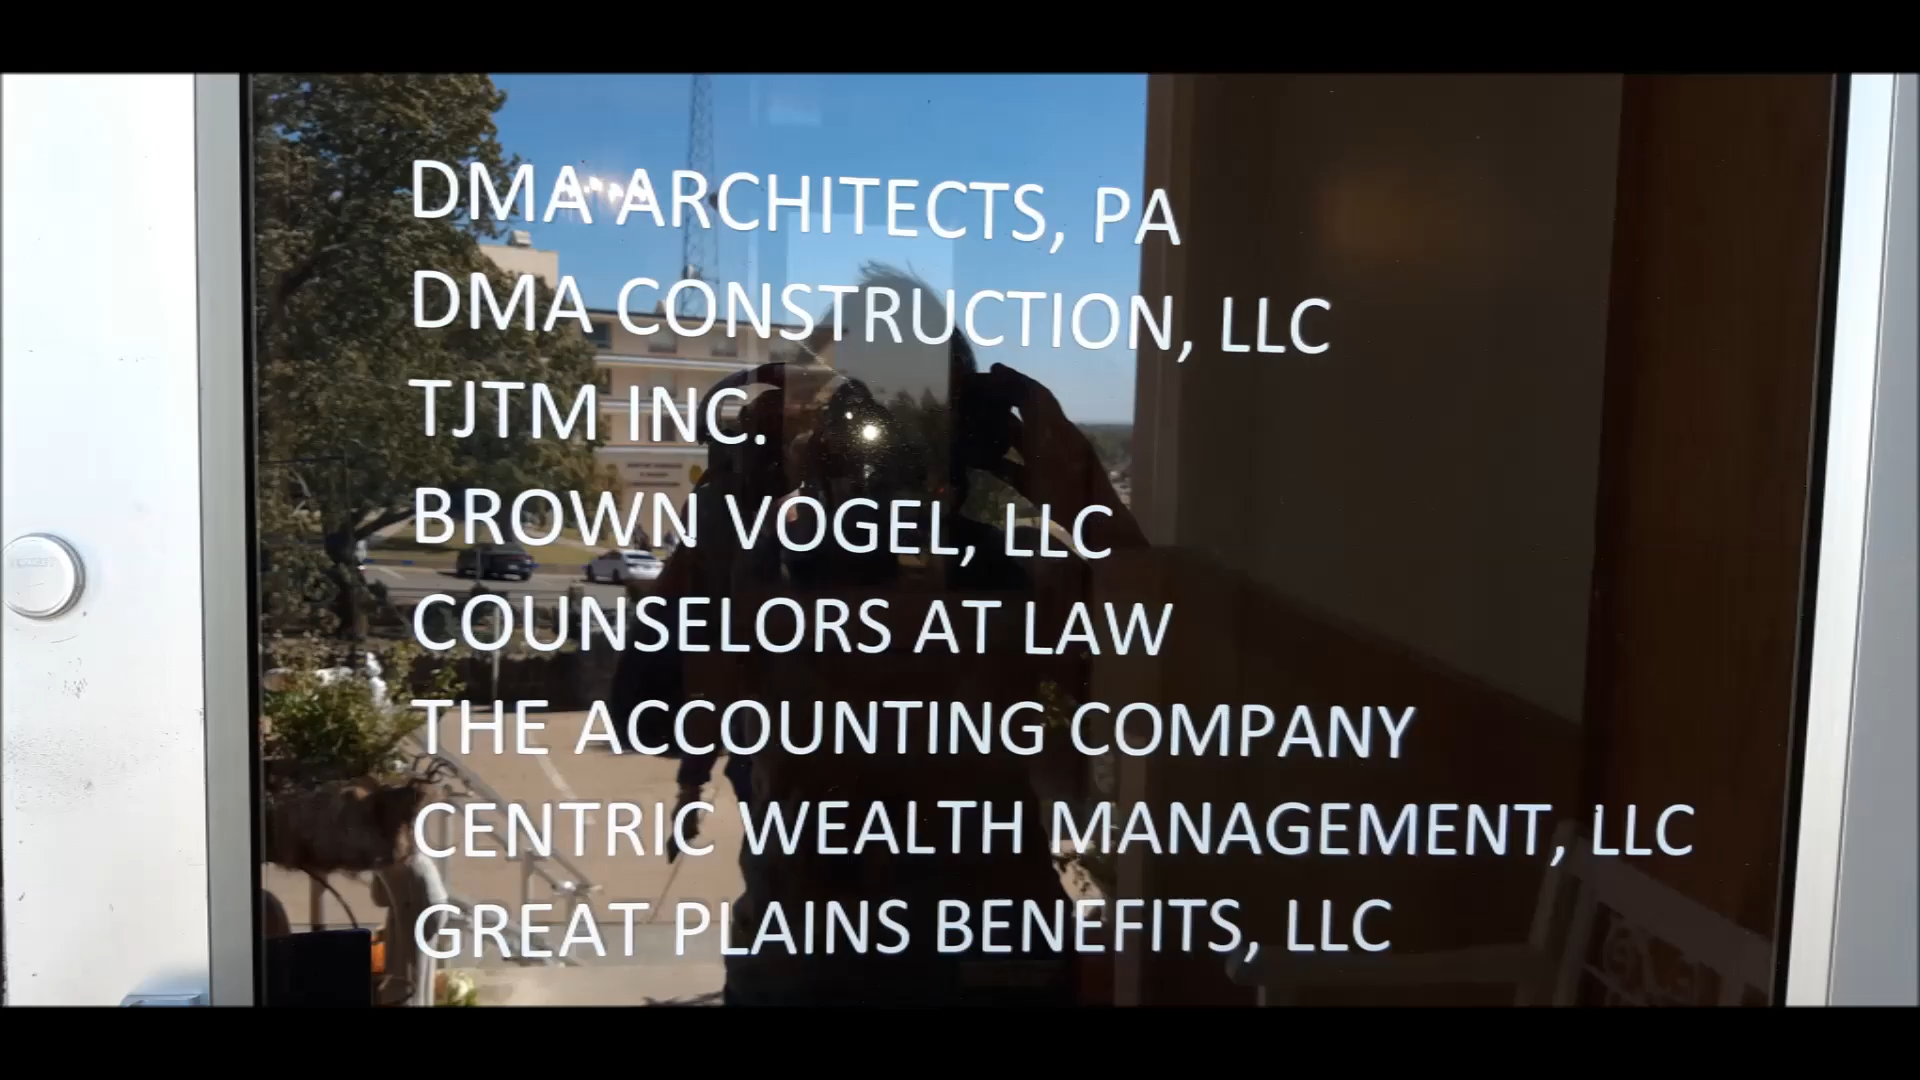 DMA ARCHITECTS, PA
DMA CONSTRUCTION, LLC
TJTM INC.
BROWN VOGEL, LLC
COUNSELORS AT LAW
THE ACCOUNTING COMPANY
CENTRIC WEALTH MANAGEMENT, LLC
GREAT PLAINS BENEFITS, LLC